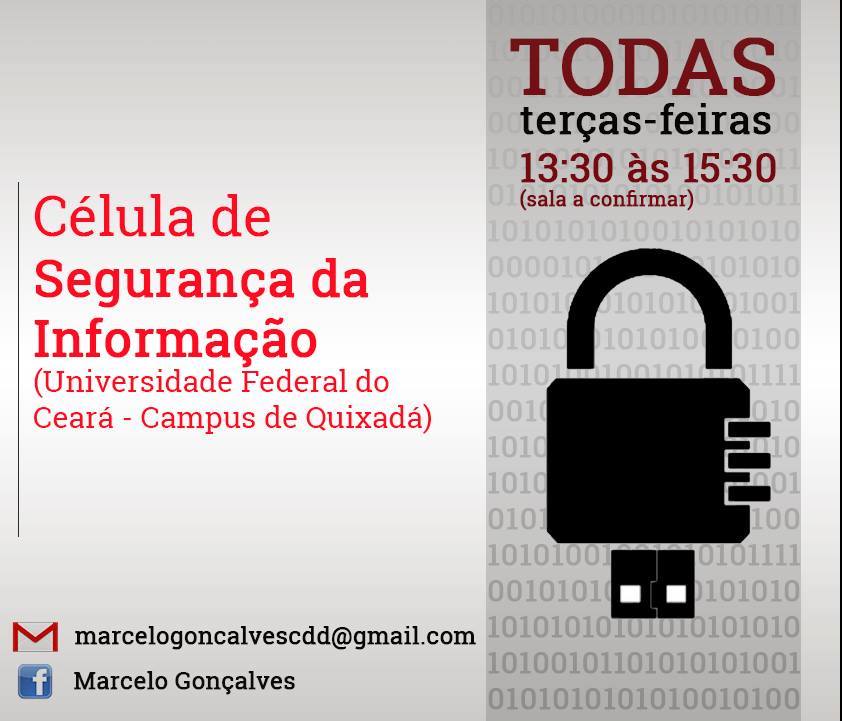 Célula de
Segurança da
Informação
(Universidade Federal do
Ceará - Campus de Quixadá)
TODAS
terças-feiras
13:30 às 15:30
(sala a confirmar)
marcelogoncalvescdd@gmail.com
Marcelo Gonçalves